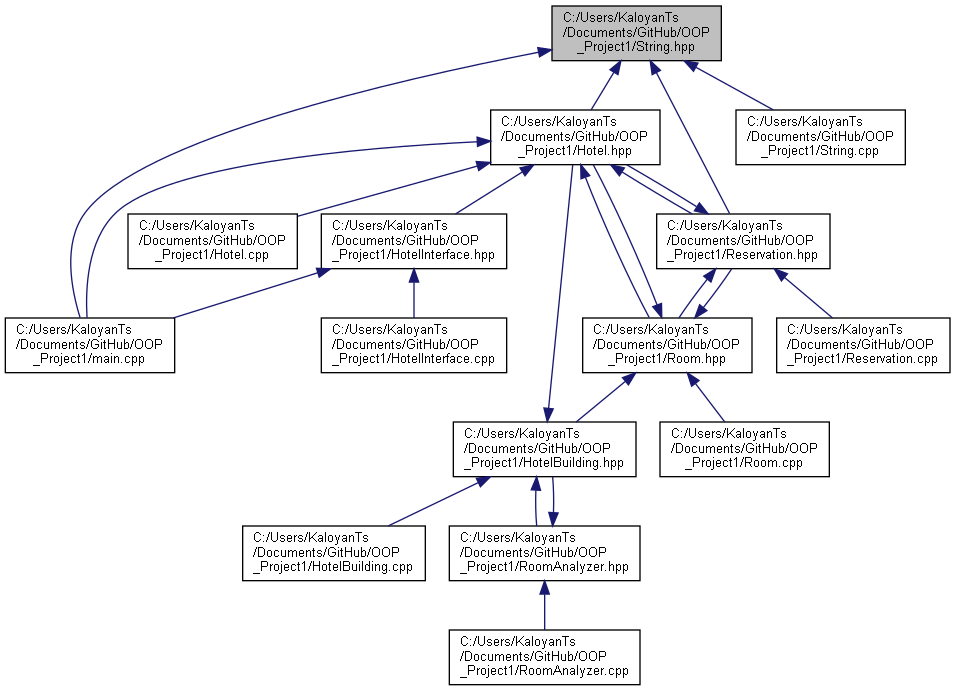 C:/Users/KaloyanTs
/Documents/GitHub/OOP
_Project1/String.hpp
C:/Users/KaloyanTs
/Documents/GitHub/OOP
_Project1/Hotel.hpp
C:/Users/KaloyanTs
/Documents/GitHub/OOP
_Project1/String.cpp
C:/Users/KaloyanTs
/Documents/GitHub/OOP
_Project1/Hotel.cpp
C:/Users/KaloyanTs
/Documents/GitHub/OOP
_Project1/HotelInterface.hpp
C:/Users/KaloyanTs
/Documents/GitHub/OOP
_Project1/Reservation.hpp
C:/Users/KaloyanTs
/Documents/GitHub/OOP
_Project1/main.cpp
C:/Users/KaloyanTs
/Documents/GitHub/OOP
_Project1/HotelInterface.cpp
C:/Users/KaloyanTs
/Documents/GitHub/OOP
_Project1/Room.hpp
C:/Users/KaloyanTs
/Documents/GitHub/OOP
_Project1/Reservation.cpp
C:/Users/KaloyanTs
/Documents/GitHub/OOP
_Project1/HotelBuilding.hpp
C:/Users/KaloyanTs
/Documents/GitHub/OOP
_Project1/Room.cpp
C:/Users/KaloyanTs
/Documents/GitHub/OOP
_Project1/HotelBuilding.cpp
C:/Users/KaloyanTs
/Documents/GitHub/OOP
_Project1/RoomAnalyzer.hpp
C:/Users/KaloyanTs
/Documents/GitHub/OOP
_Project1/RoomAnalyzer.cpp